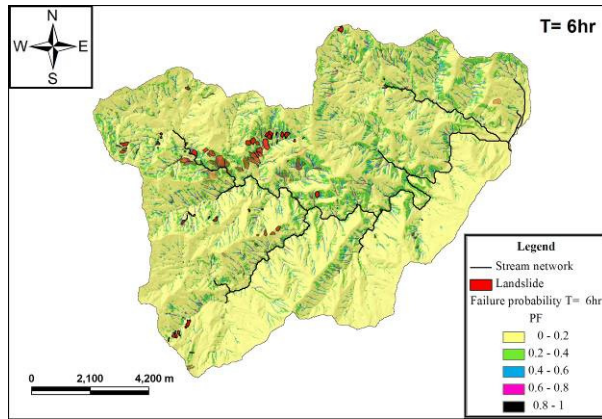 N
T= 6hr
W E
S
Legend
Stream network
Landslide
Failure probability T= 6hr
PF
0 - 0.2
0.2 - 0.4
0.4 - 0.6
0.6 - 0.8
0.8 - 1
0 2,100 4,200 m